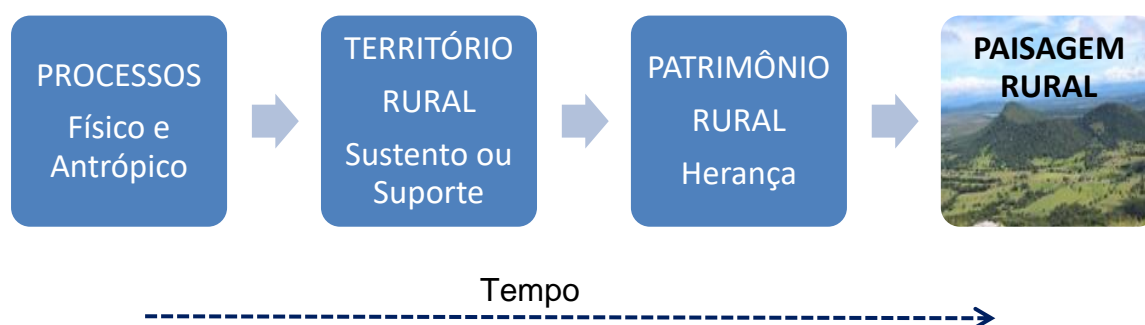 PROCESSOS
Físico e
Antrópico
TERRITÓRIO
RURAL
Sustento ou
Suporte
PATRIMÔNIO
RURAL
Herança
PAISAGEM
RURAL
Tempo